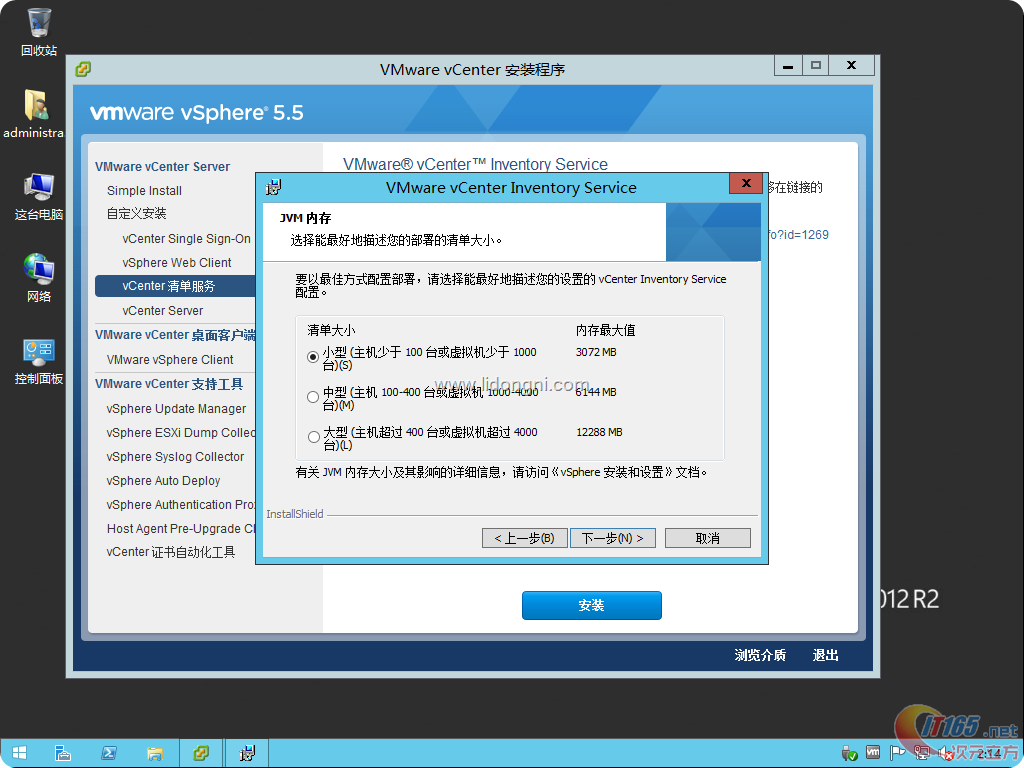 回收站
administra
这台电脑
网络
控制面板
VMware vCenter 安装程序
vmware vSphere® 5.5
VMware vCenter Server
Simple Install
自定义安装
vCenter Single Sign-On
vSphere Web Client
vCenter 清单服务
vCenter Server
VMware vCenter 桌面客户端
VMware vSphere Client
VMware vCenter 支持工具
vSphere Update Manager
vSphere ESXi Dump Collec
vSphere Syslog Collector
vSphere Auto Deploy
vSphere Authentication Pro
Host Agent Pre-Upgrade C
vCenter 证书自动化工具
VMware® vCenter™ Inventory Service
在链接的
fo?id=1269
VMware vCenter Inventory Service
JVM 内存
选择能最好地描述您的部署的清单大小。
要以最佳方式配置部署，请选择能最好地描述您的设置的 vCenter Inventory Service
配置。
清单大小 内存最大值
小型 (主机少于 100 台或虚拟机少于 1000 3072 MB
台)(S)
www.lidongni.com
中型 (主机 100-400 台或虚拟机 1000-4000 6144 MB
台)(M)
大型 (主机超过 400 台或虚拟机超过 4000 12288 MB
台)(L)
有关 JVM 内存大小及其影响的详细信息，请访问《vSphere 安装和设置》文档。
InstallShield
< 上一步(B) 下一步(N) > 取消
安装
浏览介质 退出
012 R2
IT165.net
次元立方
vm
2:14